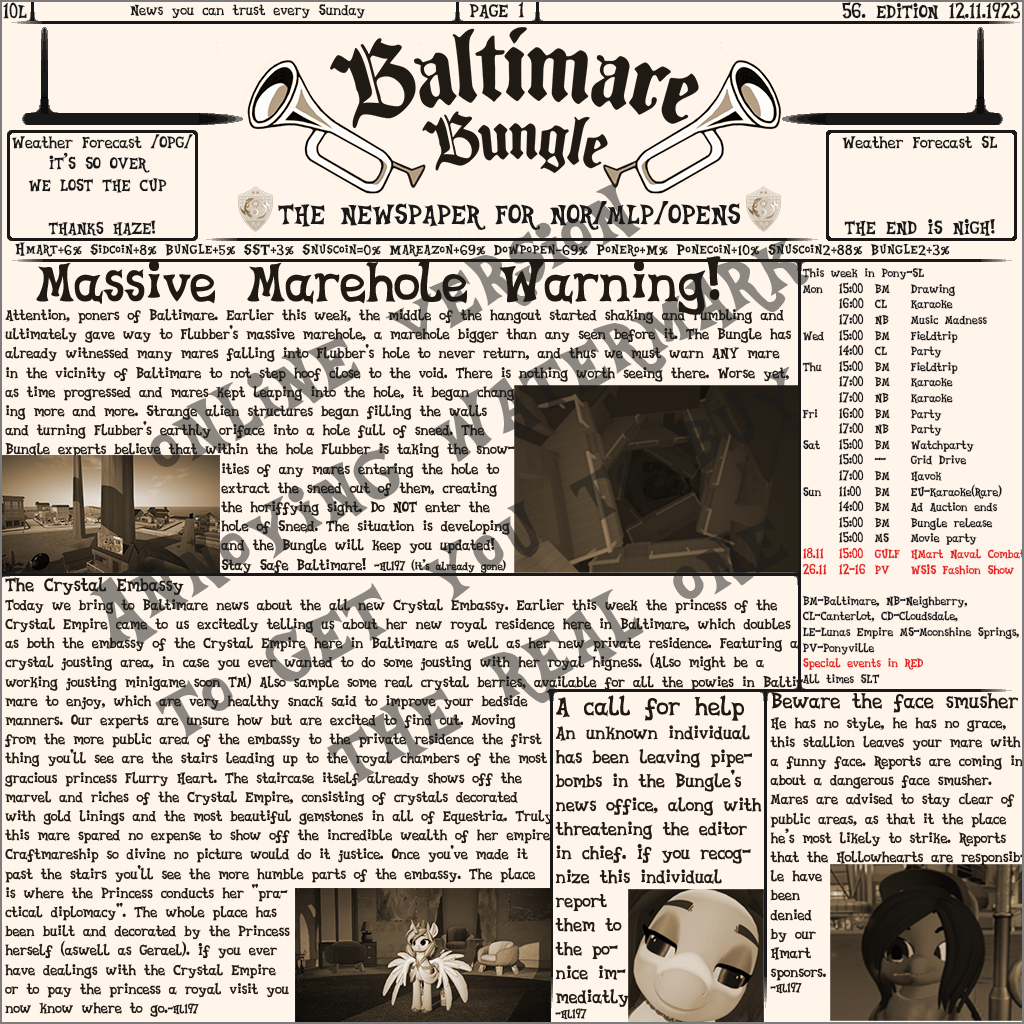 10L
News you can trust every Sunday
PAGE 1
56. EDITION 12.11.1923
Baltimare
Bungle
THE NEWSPAPER FOR NOR/MLP/OPENS
Weather Forecast /OPG/
IT'S SO OVER
WE LOST THE CUP
THANKS HAZE!
Weather Forecast SL
THE END IS NIGH!
HMART+6% SIDCOIN+8% BUNGLE+5% SST+3% SNUSCOIN=0% MAREAZON+69% DOWPOPEN-69% PONERO+M% PONECOIN+10% SNUSCOIN2+88% BUNGLE2+3%
Massive Marehole Warning!
Attention, poners of Baltimare. Earlier this week, the middle of the hangout started shaking and rumbling and
ultimately gave way to Flubber's massive marehole, a marehole bigger than any seen before it. The Bungle has
already witnessed many mares falling into Flubber's hole to never return, and thus we must warn ANY mare
in the vicinity of Baltimare to not step hoof close to the void. There is nothing worth seeing there. Worse yet,
as time progressed and mares kept leaping into the hole, it began chang
ing more and more. Strange alien structures began filling the walls
and turning Flubber's earthly oriface into a hole full of sneed. The
Bungle experts believe that within the hole Flubber is taking the snow-
ities of any mares entering the hole to
extract the sneed out of them, creating
the horiffying sight. Do NOT enter the
hole of Sneed. The situation is developing
and the Bungle will keep you updated!
Stay Safe Baltimare! -HL197 (It's already gone)
This week in Pony-SL
Mon 15:00 BM Drawing
16:00 CL Karaoke
17:00 NB Music Madness
Wed 15:00 BM Fieldtrip
14:00 CL Party
Thu 15:00 BM Fieldtrip
17:00 BM Karaoke
17:00 NB Karaoke
Fri 16:00 BM Party
17:00 NB Party
Sat 15:00 BM Watchparty
15:00 --- Grid Drive
17:00 BM Havok
Sun 11:00 BM EU-Karaoke(Rare)
14:00 BM Ad Auction ends
15:00 BM Bungle release
15:00 MS Movie party
18.11 15:00 GULF HMart Naval Combat
26.11 12-16 PV WSIS Fashion Show
BM-Baltimare, NB-Neighberry,
CL-Canterlot, CD-Cloudsdale,
LE-Lunas Empire MS-Moonshine Springs,
PV-Ponyville
Special events in RED
All times SLT
The Crystal Embassy
Today we bring to Baltimare news about the all new Crystal Embassy. Earlier this week the princess of the
Crystal Empire came to us excitedly telling us about her new royal residence here in Baltimare, which doubles
as both the embassy of the Crystal Empire here in Baltimare as well as her new private residence. Featuring a
crystal jousting area, in case you ever wanted to do some jousting with her royal higness. (Also might be a
working jousting minigame soon TM) Also sample some real crystal berries, available for all the powies in Balti
mare to enjoy, which are very healthy snack said to improve your bedside
manners. Our experts are unsure how but are excited to find out. Moving
from the more public area of the embassy to the private residence the first
thing you'll see are the stairs leading up to the royal chambers of the most
gracious princess Flurry Heart. The staircase itself already shows off the
marvel and riches of the Crystal Empire, consisting of crystals decorated
with gold linings and the most beautiful gemstones in all of Equestria. Truly
this mare spared no expense to show off the incredible wealth of her empire
Craftmareship so divine no picture would do it justice. Once you've made it
past the stairs you'll see the more humble parts of the embassy. The place
is where the Princess conducts her "pra-
ctical diplomacy". The whole place has
been built and decorated by the Princess
herself (aswell as Gerael). if you ever
have dealings with the Crystal Empire
or to pay the princess a royal visit you
now know where to go.-HL197
A call for help
An unknown individual
has been leaving pipe-
bombs in the Bungle's
news office, along with
threatening the editor
in chief. if you recog-
nize this individual
report
them to
the po-
nice im-
mediatly
-HL197
Beware the face smusher
He has no style, he has no grace,
this stallion leaves your mare with
a funny face. Reports are coming in
about a dangerous face smusher.
Mares are advised to stay clear of
public areas, as that it the place
he's most likely to strike. Reports
that the Hollowhearts are responsib
Le have
been
denied
by our
Hmart
sponsors.
-HL197
ONLINE VERSION
ANNOYING WATERMARK
TO GET YOU TO BUY
THE REAL ONE